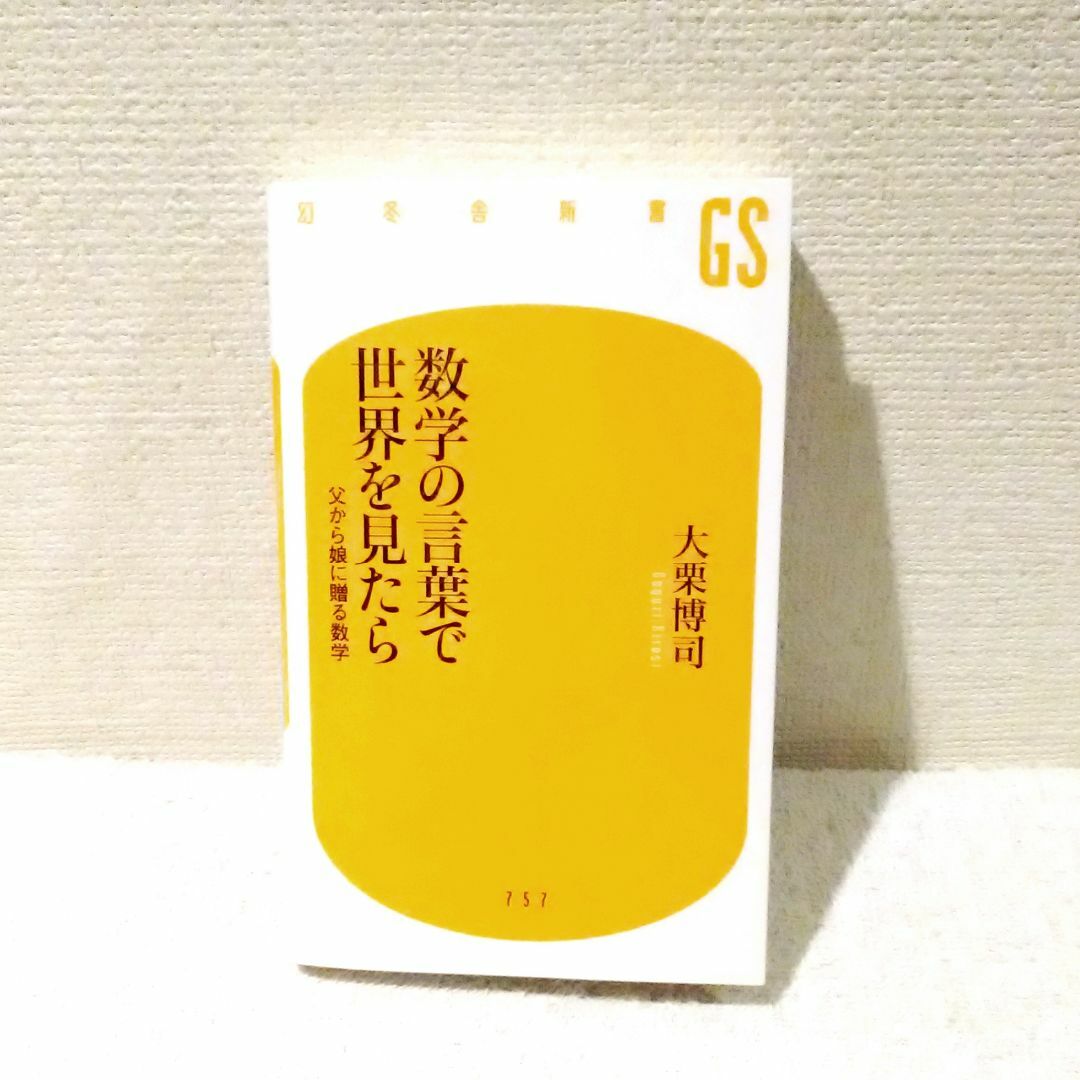 幻冬舎新書
GS
数学の言葉で
世界を見たら
父から娘に贈る数学
大栗博司
Ooguri Hirosi
757